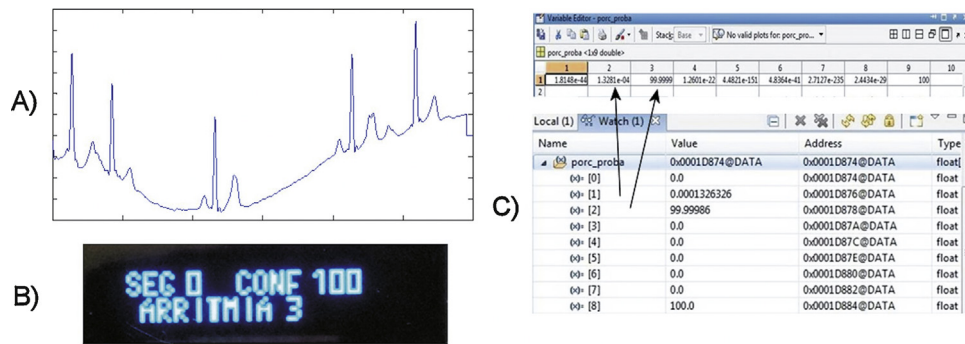 A)
B)
SEG 0 CONF 100
ARRITMIA 3
C)
Variable Editor - porc_proba
Stack: Base
No valid plots for: porc_pro...
porc_proba <1x9 double>
1 2 3 4 5 6 7 8 9 10
1 1.8148e-44 1.3281e-04 99.9999 1.2601e-22 4.4821e-151 4.8364e-41 2.7127e-235 2.4434e-29 100
2
Local (1) Watch (1)
Name Value Address Type
porc_proba 0x0001D874@DATA 0x0001D874@DATA float[
(x)= [0] 0.0 0x0001D874@DATA float
(x)= [1] 0.0001326326 0x0001D876@DATA float
(x)= [2] 99.99986 0x0001D878@DATA float
(x)= [3] 0.0 0x0001D87A@DATA float
(x)= [4] 0.0 0x0001D87C@DATA float
(x)= [5] 0.0 0x0001D87E@DATA float
(x)= [6] 0.0 0x0001D880@DATA float
(x)= [7] 0.0 0x0001D882@DATA float
(x)= [8] 100.0 0x0001D884@DATA float